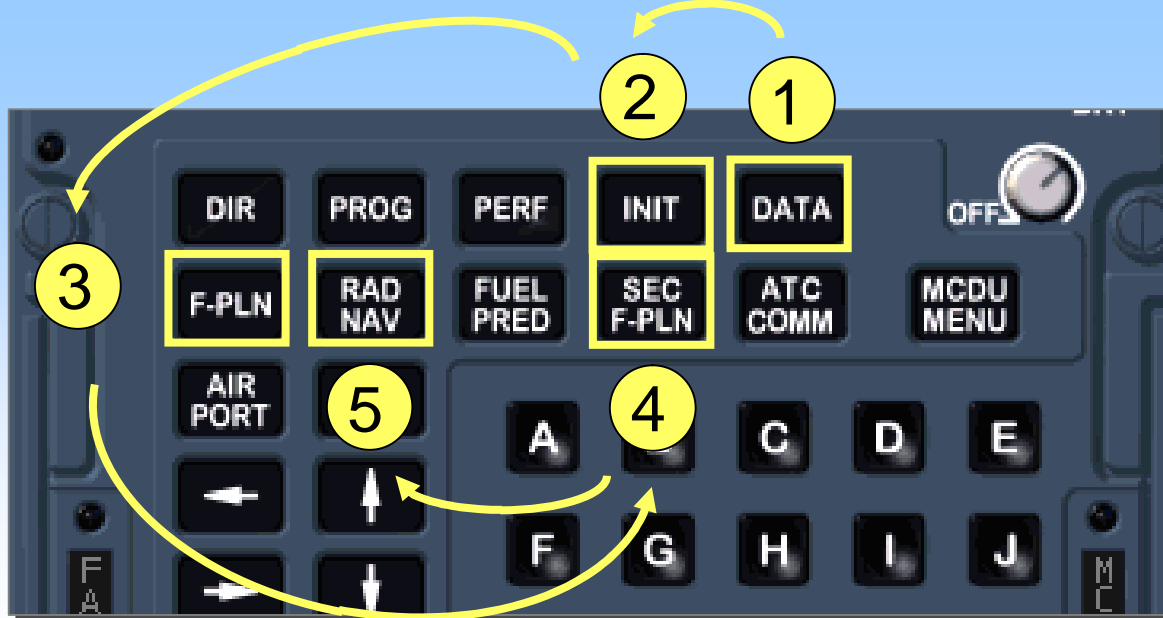 2
1
DIR
PROG
PERF
INIT
DATA
OFF
3
F-PLN
RAD
NAV
FUEL
PRED
SEC
F-PLN
ATC
COMM
MCDU
MENU
AIR
PORT
5
4
A
C
D
E
F
G
H
I
J
F
A
M
C